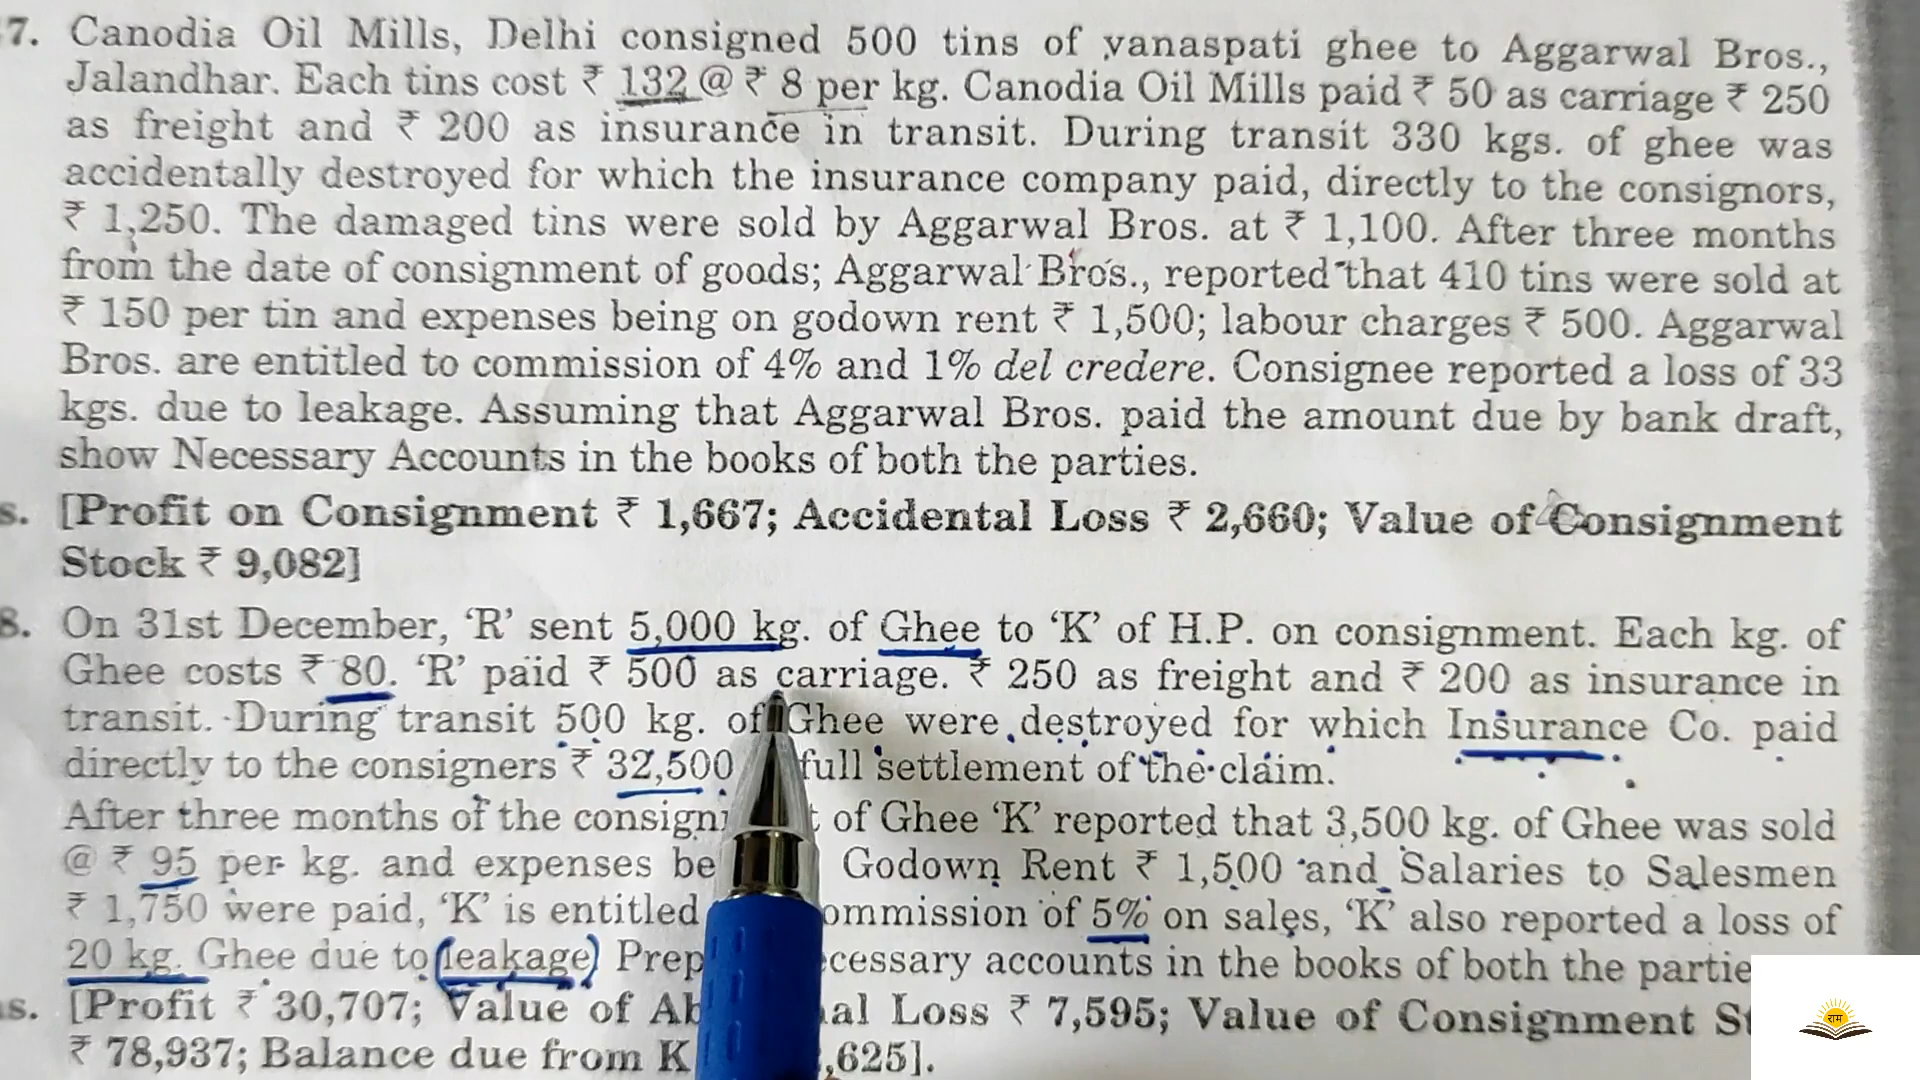 7. Canodia Oil Mills, Delhi consigned 500 tins of vanaspati ghee to Aggarwal Bros.,
Jalandhar. Each tins cost ₹ 132 @ ₹ 8 per kg. Canodia Oil Mills paid ₹ 50 as carriage ₹ 250
as freight and ₹ 200 as insurance in transit. During transit 330 kgs. of ghee was
accidentally destroyed for which the insurance company paid, directly to the consignors,
₹ 1,250. The damaged tins were sold by Aggarwal Bros. at ₹ 1,100. After three months
from the date of consignment of goods; Aggarwal Bros., reported that 410 tins were sold at
₹ 150 per tin and expenses being on godown rent ₹ 1,500; labour charges ₹ 500. Aggarwal
Bros. are entitled to commission of 4% and 1% del credere. Consignee reported a loss of 33
kgs. due to leakage. Assuming that Aggarwal Bros. paid the amount due by bank draft,
show Necessary Accounts in the books of both the parties.
s. [Profit on Consignment ₹ 1,667; Accidental Loss ₹ 2,660; Value of Consignment
Stock ₹ 9,082]
8. On 31st December, ‘R’ sent 5,000 kg. of Ghee to ‘K’ of H.P. on consignment. Each kg. of
Ghee costs ₹ 80. ‘R’ paid ₹ 500 as carriage. ₹ 250 as freight and ₹ 200 as insurance in
transit. During transit 500 kg. of Ghee were destroyed for which Insurance Co. paid
directly to the consigners ₹ 32,500 full settlement of the claim.
After three months of the consign of Ghee ‘K’ reported that 3,500 kg. of Ghee was sold
@ ₹ 95 per kg. and expenses be Godown Rent ₹ 1,500 and Salaries to Salesmen
₹ 1,750 were paid, ‘K’ is entitled ommission of 5% on sales, ‘K’ also reported a loss of
20 kg. Ghee due to (leakage) Prep cessary accounts in the books of both the partie
s. [Profit ₹ 30,707; Value of Ab al Loss ₹ 7,595; Value of Consignment St
₹ 78,937; Balance due from K ,625].
राम